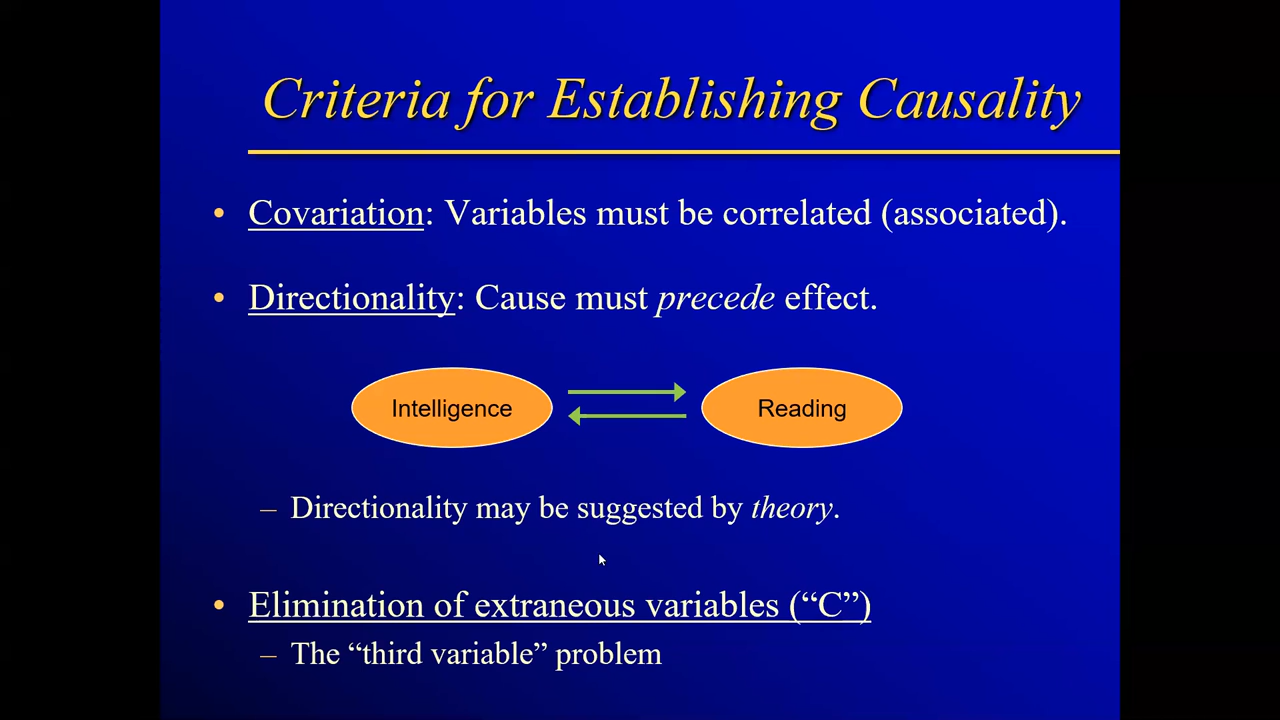 Criteria for Establishing Causality
• Covariation: Variables must be correlated (associated).
• Directionality: Cause must precede effect.
Intelligence
Reading
– Directionality may be suggested by theory.
• Elimination of extraneous variables (“C”)
– The “third variable” problem